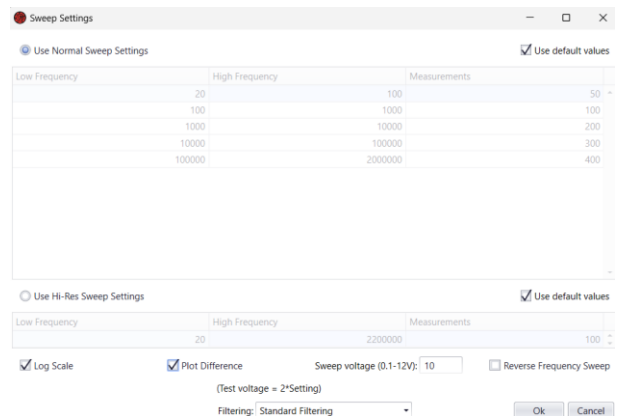 Sweep Settings
Use Normal Sweep Settings Use default values
Low Frequency High Frequency Measurements
20 100 50
100 1000 100
1000 10000 200
10000 100000 300
100000 2000000 400
Use Hi-Res Sweep Settings Use default values
Low Frequency High Frequency Measurements
20 2200000 100
Log Scale Plot Difference Sweep voltage (0.1-12V): 10 Reverse Frequency Sweep
(Test voltage = 2*Setting)
Filtering: Standard Filtering Ok Cancel